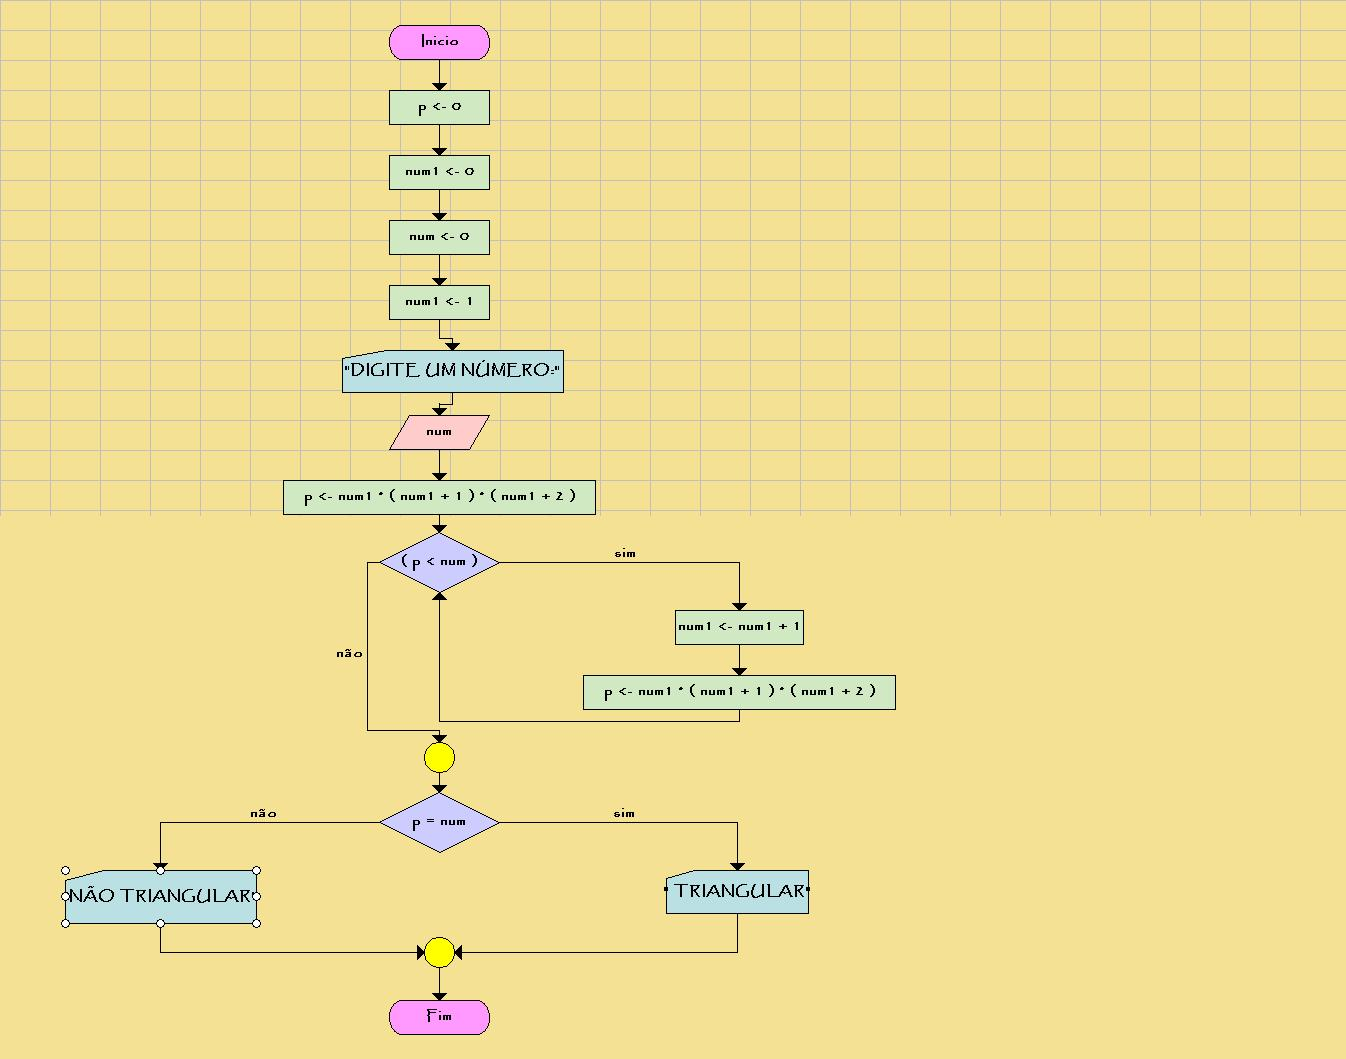 Inicio
p <- 0
num1 <- 0
num <- 0
num1 <- 1
"DIGITE UM NÚMERO:"
num
p <- num1 * ( num1 + 1 ) * ( num1 + 2 )
( p < num )
sim
num1 <- num1 + 1
não
p <- num1 * ( num1 + 1 ) * ( num1 + 2 )
não
p = num
sim
NÃO TRIANGULAR
"TRIANGULAR"
Fim